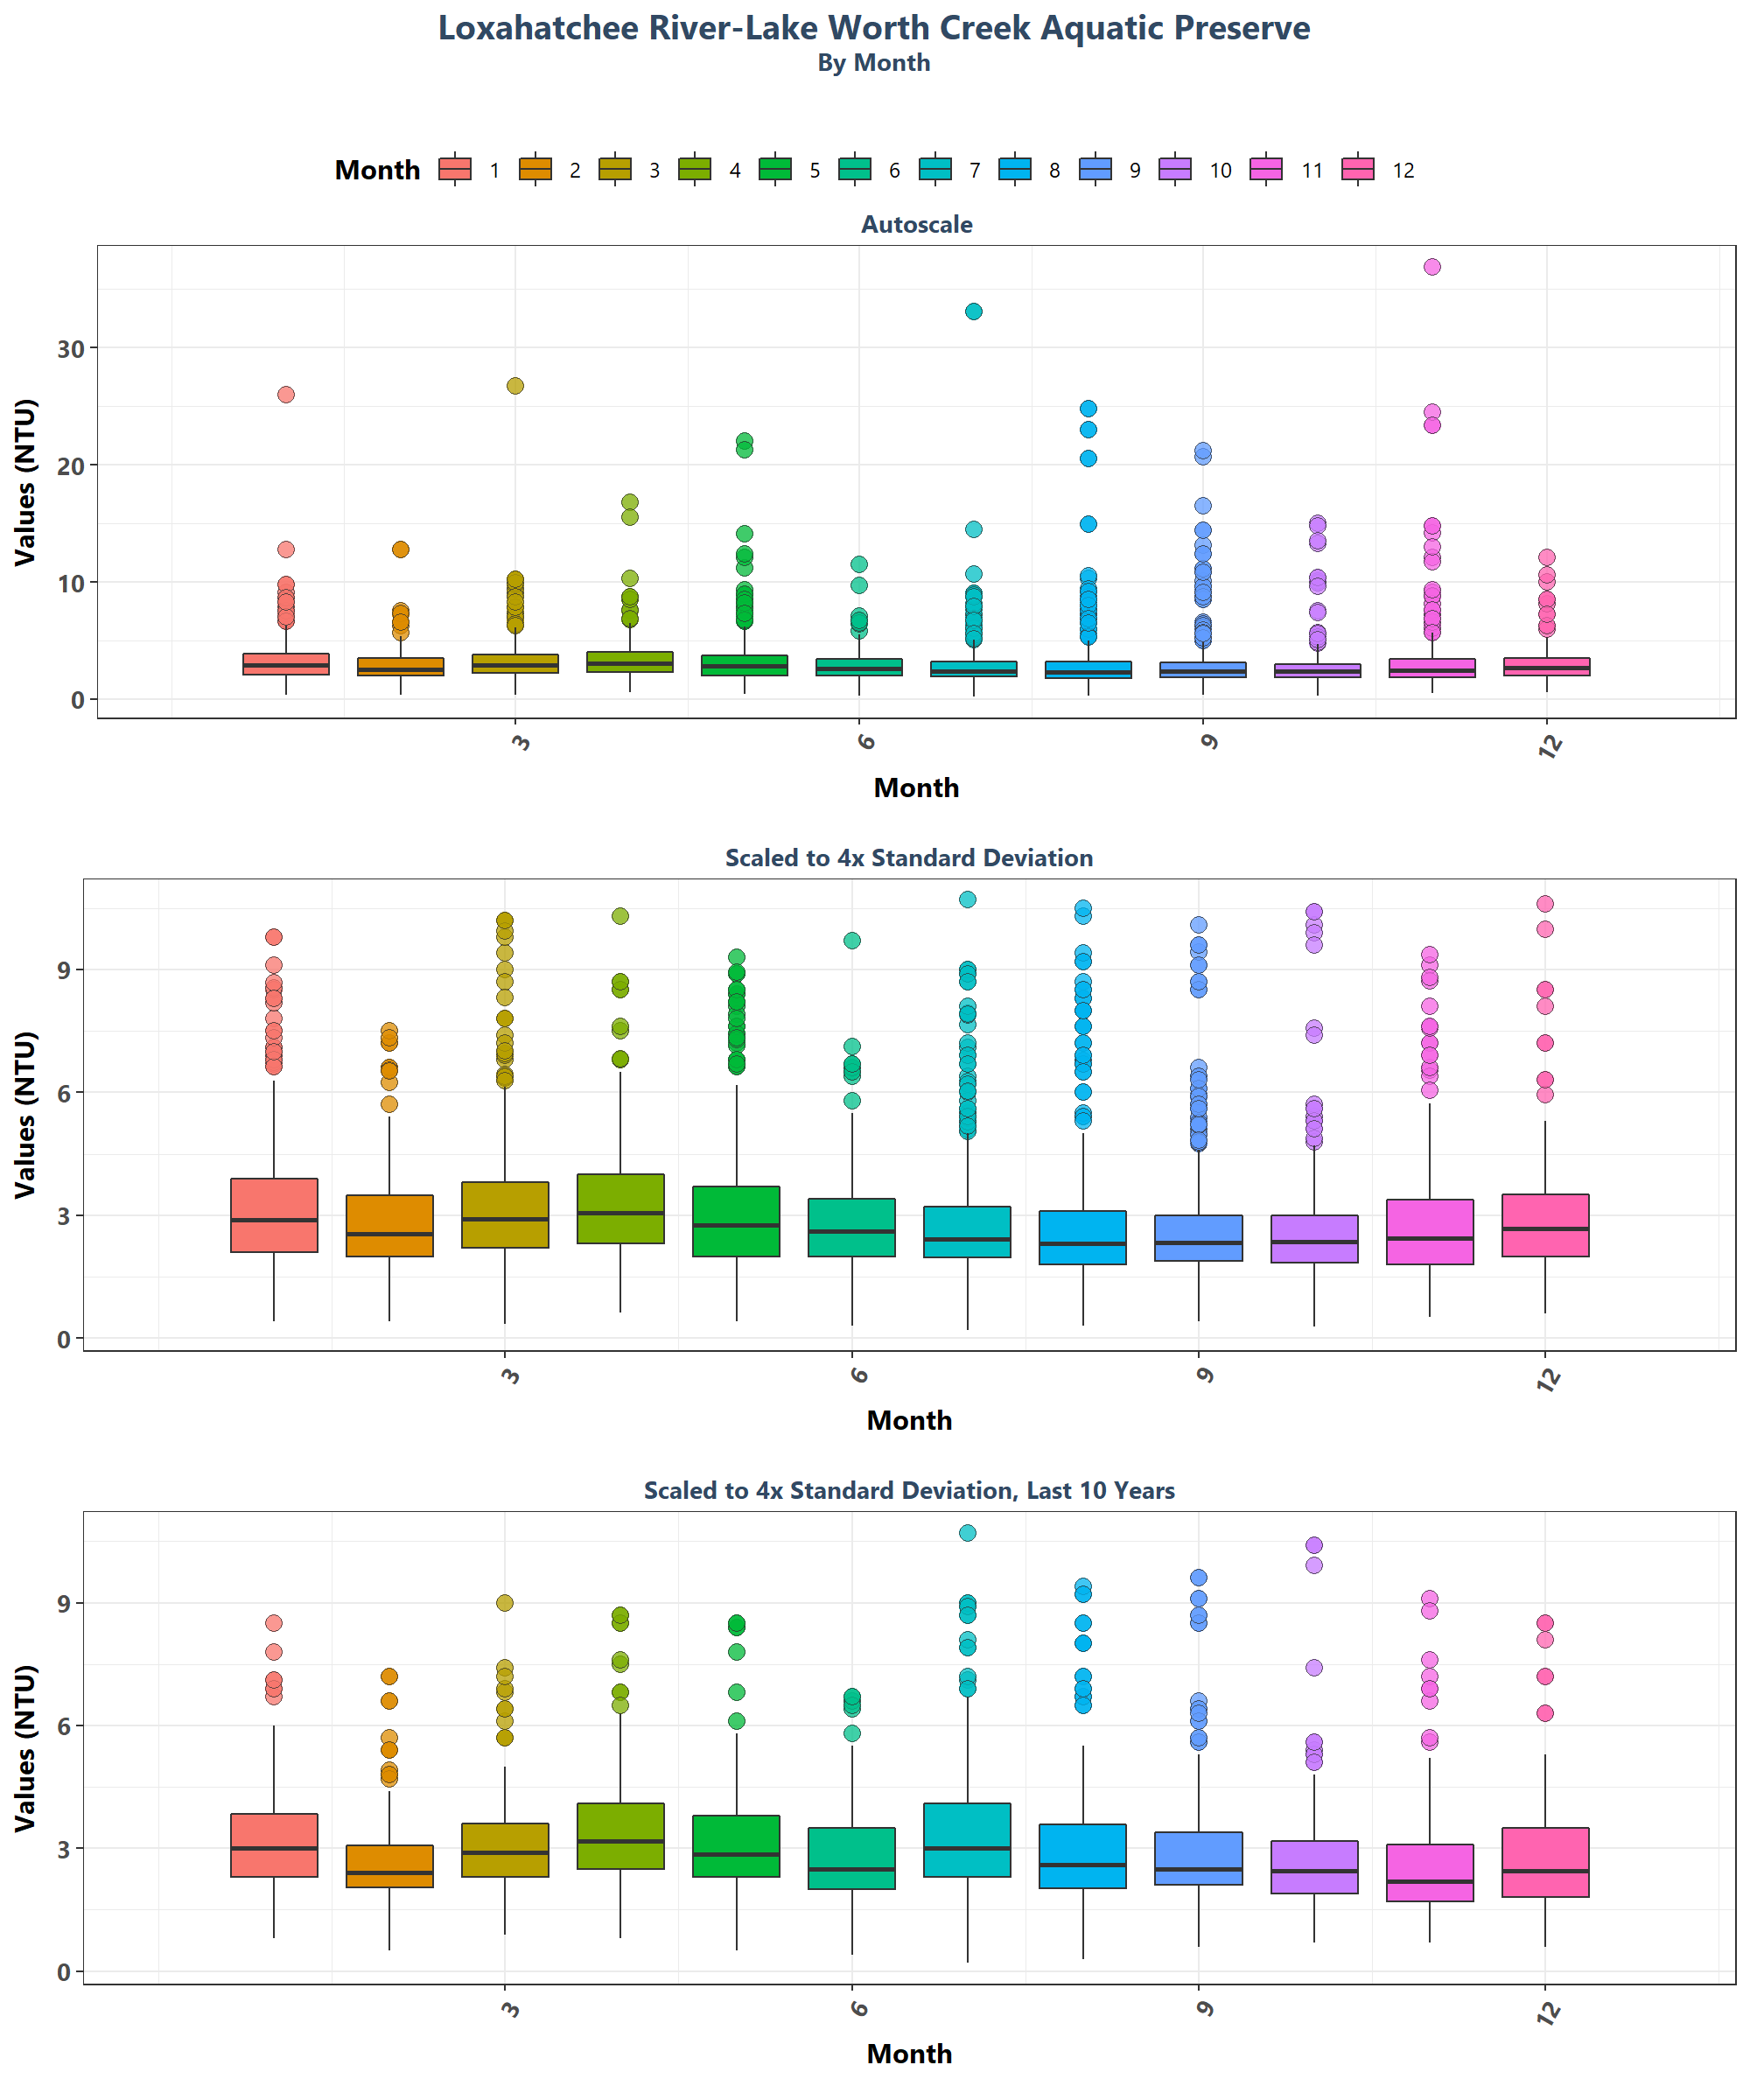 Loxahatchee River-Lake Worth Creek Aquatic Preserve
By Month
Month 1 2 3 4 5 6 7 8 9 10 11 12
Autoscale
Values (NTU)
30
20
10
0
3 6 9 12
Month
Scaled to 4x Standard Deviation
Values (NTU)
9
6
3
0
3 6 9 12
Month
Scaled to 4x Standard Deviation, Last 10 Years
Values (NTU)
9
6
3
0
3 6 9 12
Month